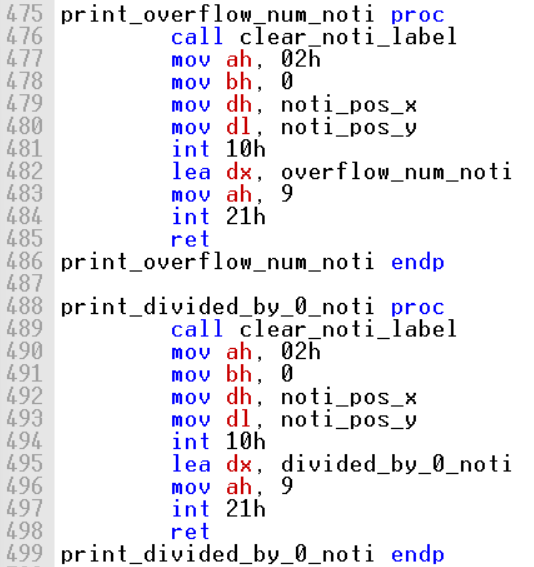 475 print_overflow_num_noti proc
476 call clear_noti_label
477 mov ah, 02h
478 mov bh, 0
479 mov dh, noti_pos_x
480 mov dl, noti_pos_y
481 int 10h
482 lea dx, overflow_num_noti
483 mov ah, 9
484 int 21h
485 ret
486 print_overflow_num_noti endp
487
488 print_divided_by_0_noti proc
489 call clear_noti_label
490 mov ah, 02h
491 mov bh, 0
492 mov dh, noti_pos_x
493 mov dl, noti_pos_y
494 int 10h
495 lea dx, divided_by_0_noti
496 mov ah, 9
497 int 21h
498 ret
499 print_divided_by_0_noti endp